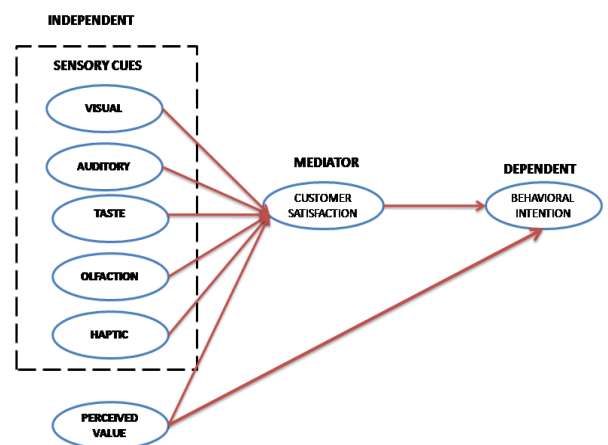 INDEPENDENT
SENSORY CUES
VISUAL
AUDITORY
TASTE
OLFACTION
HAPTIC
PERCEIVED
VALUE
MEDIATOR
CUSTOMER
SATISFACTION
DEPENDENT
BEHAVIORAL
INTENTION